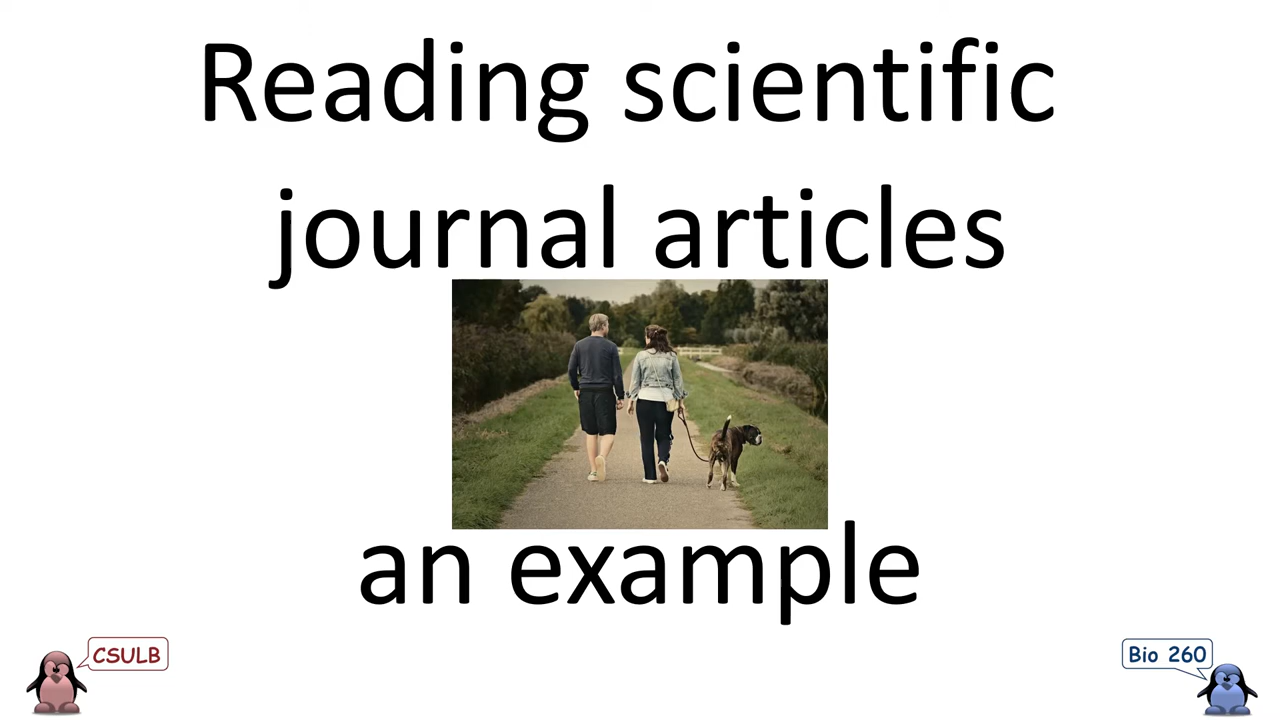 Reading scientific
journal articles
an example
CSULB
Bio 260